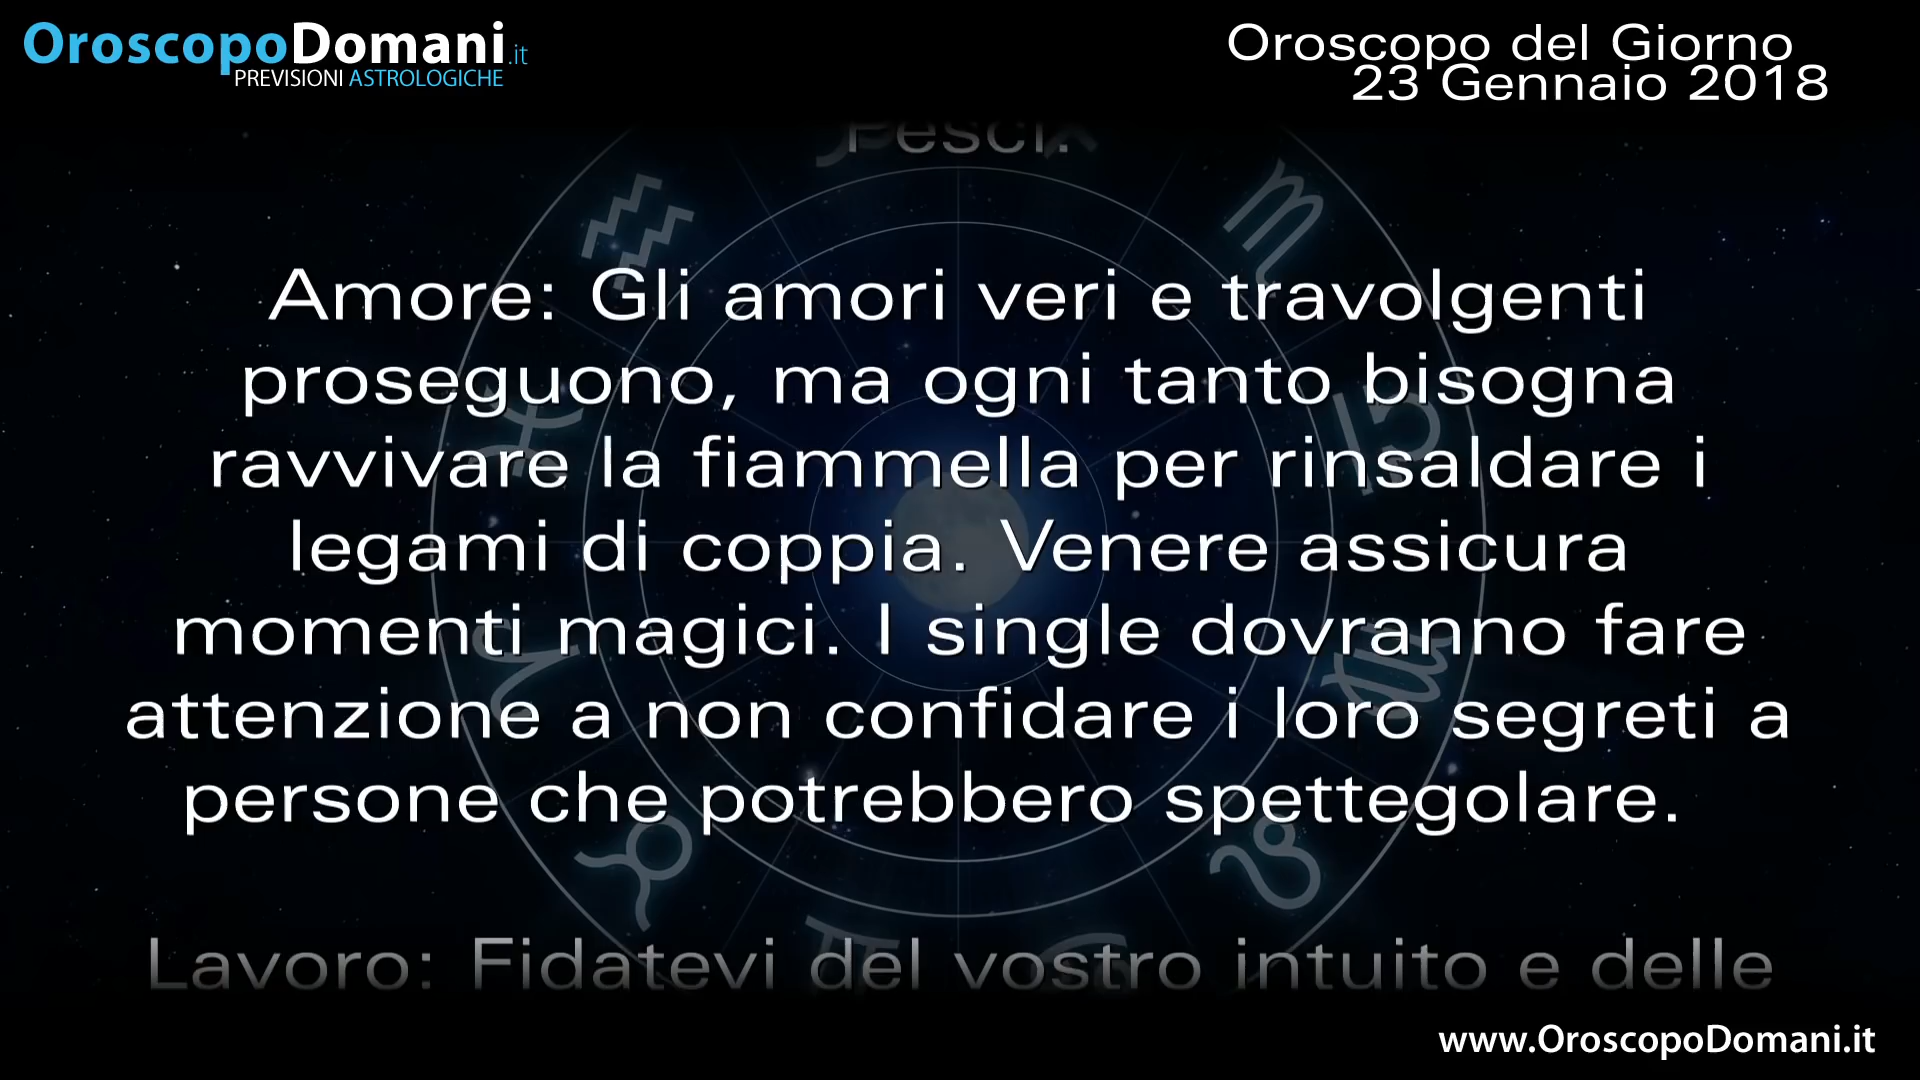 OroscopoDomani.it
PREVISIONI ASTROLOGICHE
Oroscopo del Giorno
23 Gennaio 2018
Pesci.
Amore: Gli amori veri e travolgenti
proseguono, ma ogni tanto bisogna
ravvivare la fiammella per rinsaldare i
legami di coppia. Venere assicura
momenti magici. I single dovranno fare
attenzione a non confidare i loro segreti a
persone che potrebbero spettegolare.
Lavoro: Fidatevi del vostro intuito e delle
www.OroscopoDomani.it